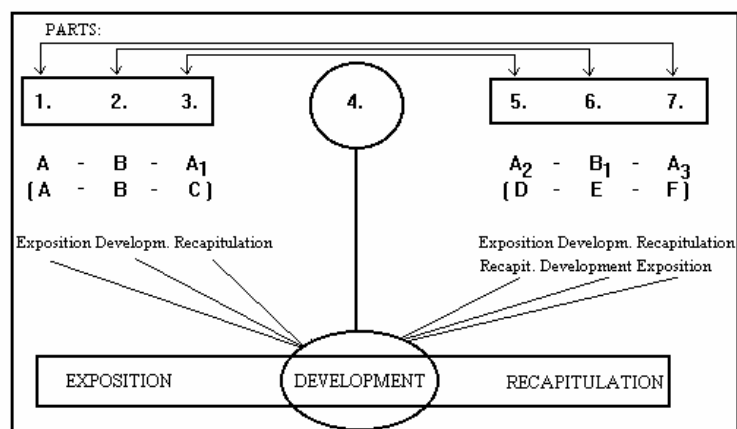 PARTS:
1. 2. 3. 4. 5. 6. 7.
A - B - A1 A2 - B1 - A3
(A - B - C) (D - E - F)
Exposition Developm. Recapitulation Exposition Developm. Recapitulation
Recapit. Development Exposition
EXPOSITION DEVELOPMENT RECAPITULATION